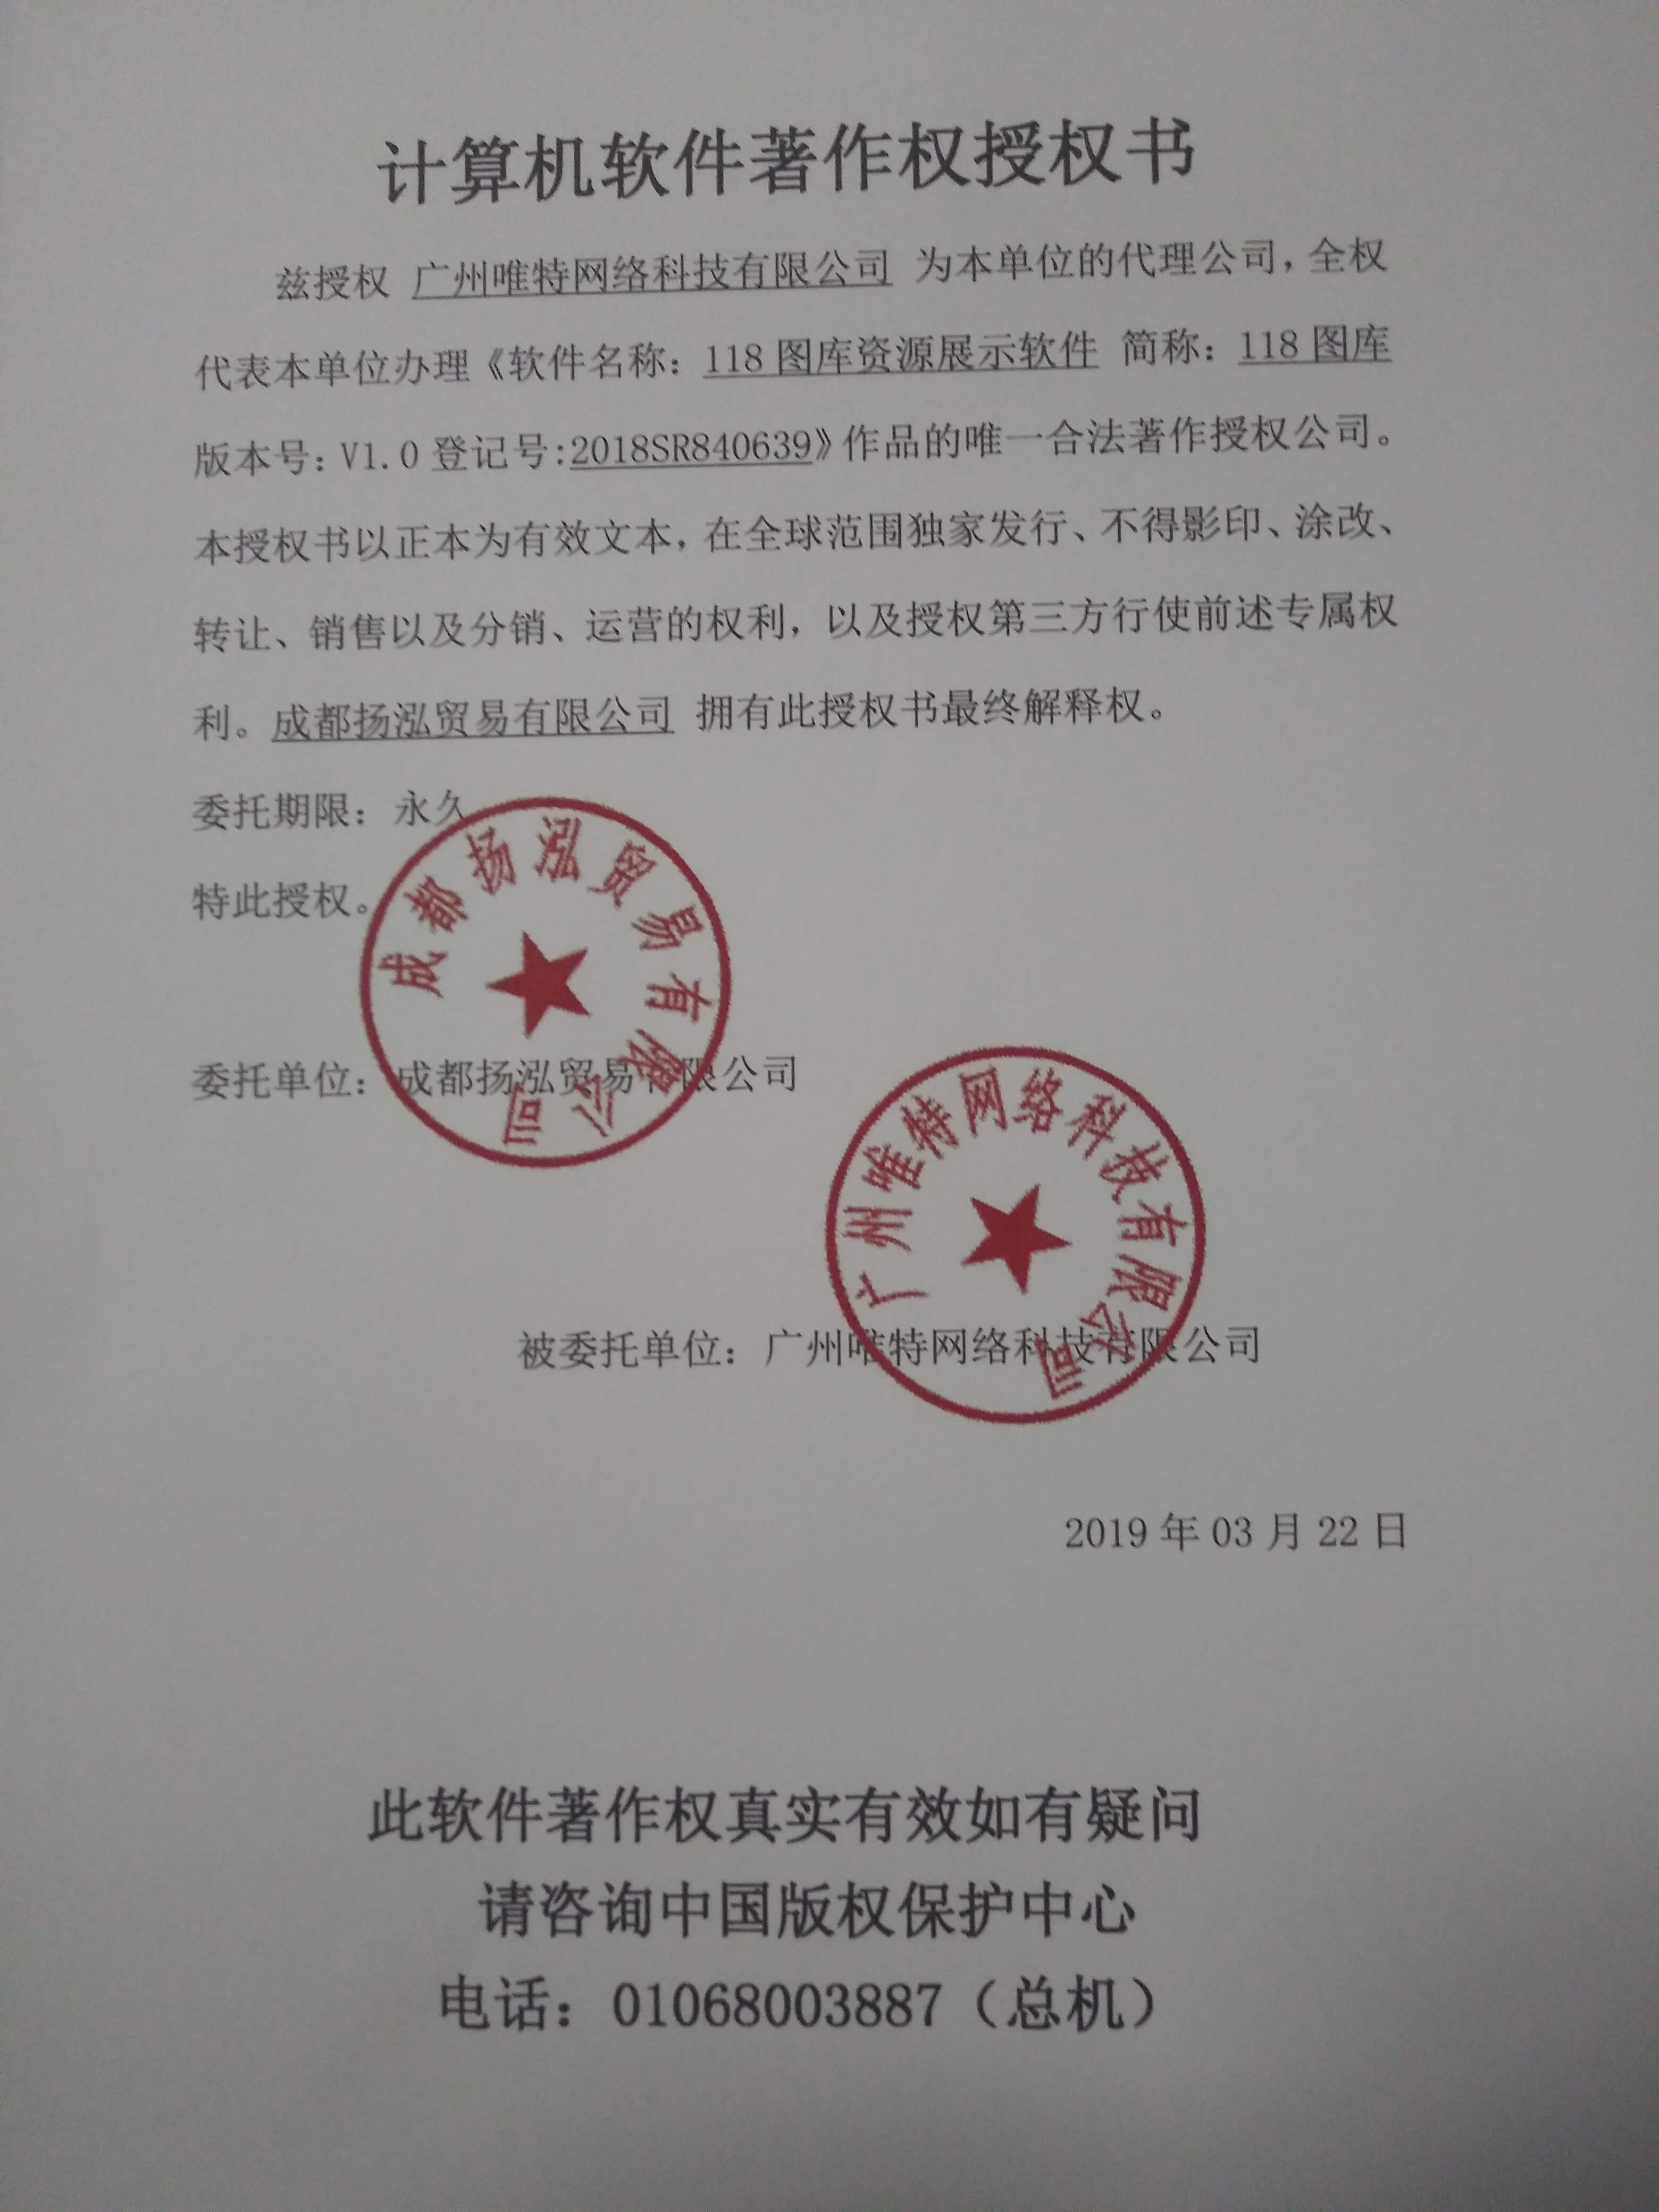 计算机软件著作权授权书
兹授权 广州唯特网络科技有限公司 为本单位的代理公司，全权
代表本单位办理《软件名称：118 图库资源展示软件 简称：118 图库
版本号：V1.0 登记号:2018SR840639》作品的唯一合法著作授权公司。
本授权书以正本为有效文本，在全球范围独家发行、不得影印、涂改、
转让、销售以及分销、运营的权利，以及授权第三方行使前述专属权
利。成都扬泓贸易有限公司 拥有此授权书最终解释权。
委托期限：永久
特此授权。
成都扬泓贸易有限公司
委托单位：成都扬泓贸易有限公司
广州唯特网络科技有限公司
被委托单位：广州唯特网络科技有限公司
2019 年 03 月 22 日
此软件著作权真实有效如有疑问
请咨询中国版权保护中心
电话：01068003887（总机）